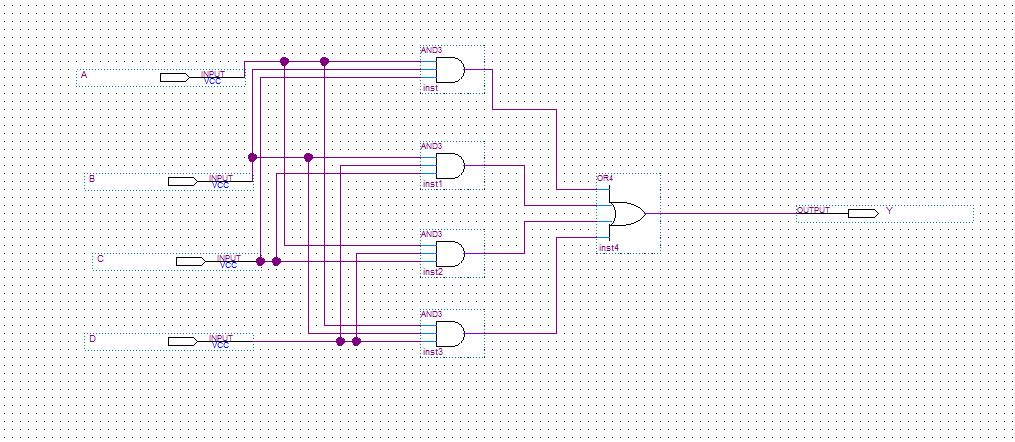 AND3
A
INPUT
VCC
inst
AND3
B
INPUT
VCC
inst1
OR4
OUTPUT
Y
AND3
inst4
C
INPUT
VCC
inst2
AND3
D
INPUT
VCC
inst3